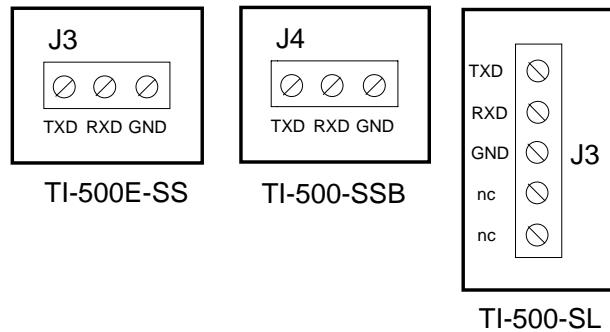 J3
TXD RXD GND
TI-500E-SS
J4
TXD RXD GND
TI-500-SSB
TXD
RXD
GND
nc
nc
J3
TI-500-SL